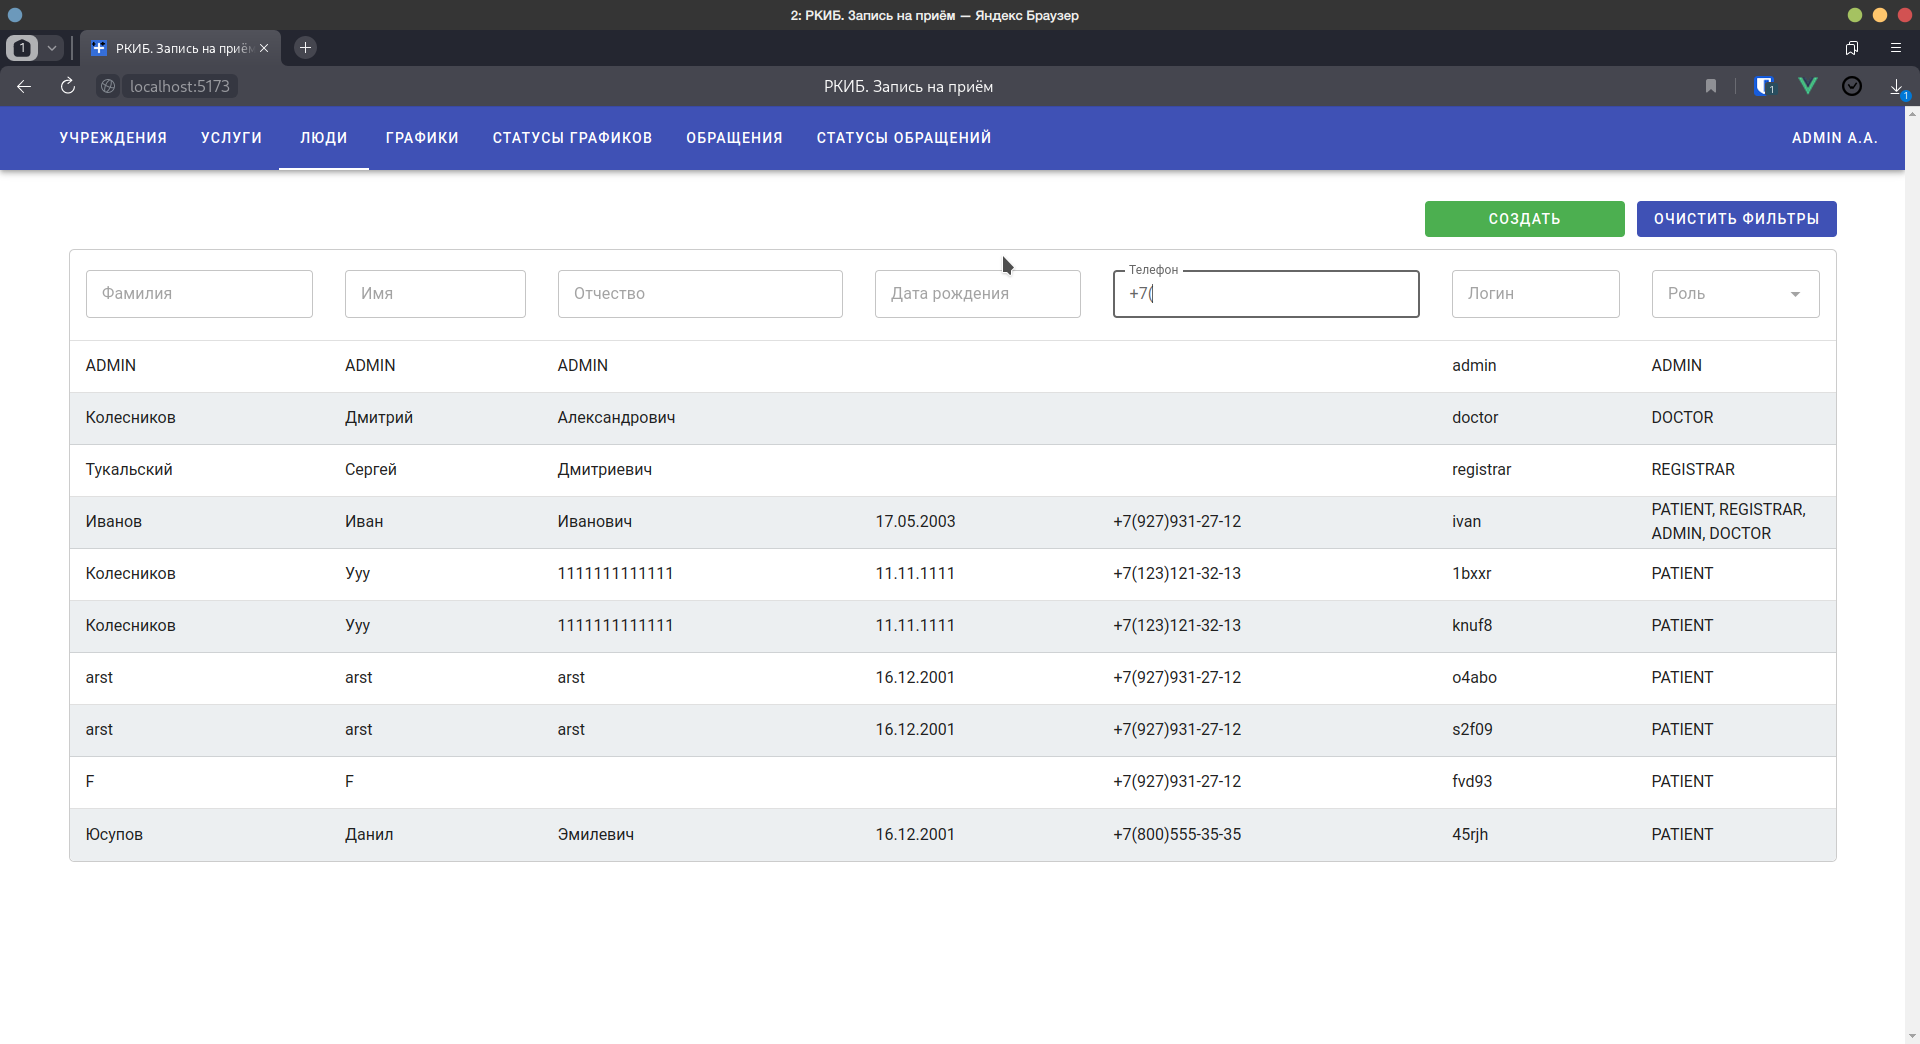 2: РКИБ. Запись на приём — Яндекс Браузер
1 РКИБ. Запись на приём
localhost:5173 РКИБ. Запись на приём 1 1
УЧРЕЖДЕНИЯ УСЛУГИ ЛЮДИ ГРАФИКИ СТАТУСЫ ГРАФИКОВ ОБРАЩЕНИЯ СТАТУСЫ ОБРАЩЕНИЙ ADMIN A.A.
СОЗДАТЬ ОЧИСТИТЬ ФИЛЬТРЫ
Телефон
Фамилия Имя Отчество Дата рождения +7( Логин Роль
ADMIN ADMIN ADMIN admin ADMIN
Колесников Дмитрий Александрович doctor DOCTOR
Тукальский Сергей Дмитриевич registrar REGISTRAR
Иванов Иван Иванович 17.05.2003 +7(927)931-27-12 ivan PATIENT, REGISTRAR,
ADMIN, DOCTOR
Колесников Ууу 1111111111111 11.11.1111 +7(123)121-32-13 1bxxr PATIENT
Колесников Ууу 1111111111111 11.11.1111 +7(123)121-32-13 knuf8 PATIENT
arst arst arst 16.12.2001 +7(927)931-27-12 o4abo PATIENT
arst arst arst 16.12.2001 +7(927)931-27-12 s2f09 PATIENT
F F +7(927)931-27-12 fvd93 PATIENT
Юсупов Данил Эмилевич 16.12.2001 +7(800)555-35-35 45rjh PATIENT